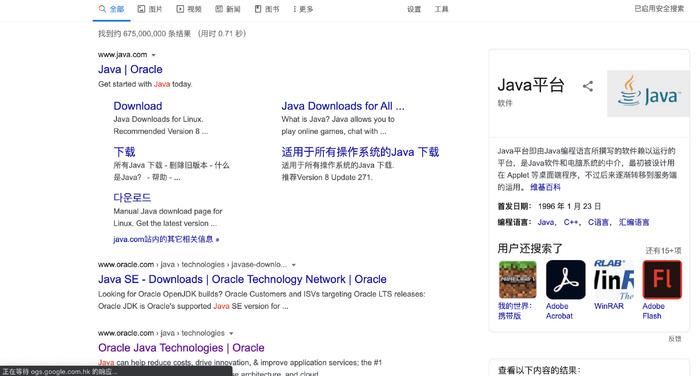 全部 图片 视频 新闻 图书 更多 设置 工具 已启用安全搜索
找到约 675,000,000 条结果 （用时 0.71 秒）
www.java.com
Java | Oracle
Get started with Java today.
Download
Java Downloads for Linux.
Recommended Version 8 ...
Java Downloads for All ...
What is Java? Java allows you to
play online games, chat with ...
下载
所有Java 下载 - 删除旧版本 - 什么
是Java? - 帮助 - ...
适用于所有操作系统的Java 下载
适用于所有操作系统的Java 下载.
推荐Version 8 Update 271.
다운로드
Manual Java download page for
Linux. Get the latest version ...
java.com站内的其它相关信息 »
www.oracle.com › java › technologies › javase-downlo...
Java SE - Downloads | Oracle Technology Network | Oracle
Looking for Oracle OpenJDK builds? Oracle Customers and ISVs targeting Oracle LTS releases:
Oracle JDK is Oracle's supported Java SE version for ...
www.oracle.com › java › technologies
Oracle Java Technologies | Oracle
Java can help reduce costs, drive innovation, & improve application services; the #1
se architecture, and cloud
正在等待 ogs.google.com.hk 的响应...
Java平台
软件
Java™
Java平台即由Java编程语言所撰写的软件赖以运行的
平台，是Java软件和电脑系统的中介，最初被设计用
在 Applet 等桌面端程序，不过后来逐渐转移到服务端
的运用。 维基百科
首发日期： 1996 年 1 月 23 日
编程语言： Java， C++， C语言， 汇编语言
用户还搜索了 还有15+项
MINECRAFT
RLAB
inR
The
Fl
我的世界：
携带版
Adobe
Acrobat
WinRAR
Adobe
Flash
反馈
查看以下内容的结果：